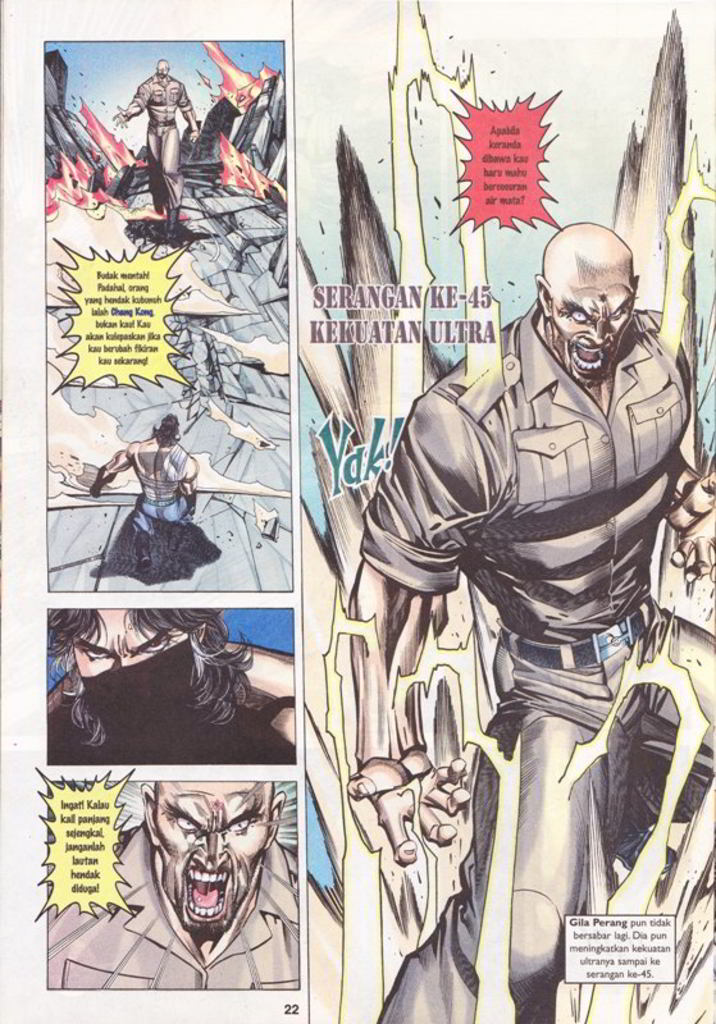 Budak mentah!
Padahal, orang
yang hendak kubunuh
ialah Chang Kong,
bukan kau! Kau
akan kulepaskan jika
kau berubah fikiran
kau sekarang!
Ingat! Kalau
kail panjang
sejengkal,
janganlah
lautan
hendak
diduga!
Apabila
keranda
dibawa kau
baru mahu
bercucuran
air mata?
SERANGAN KE-45
KEKUATAN ULTRA
Yak!
Gila Perang pun tidak
bersabar lagi. Dia pun
meningkatkan kekuatan
ultranya sampai ke
serangan ke-45.
22